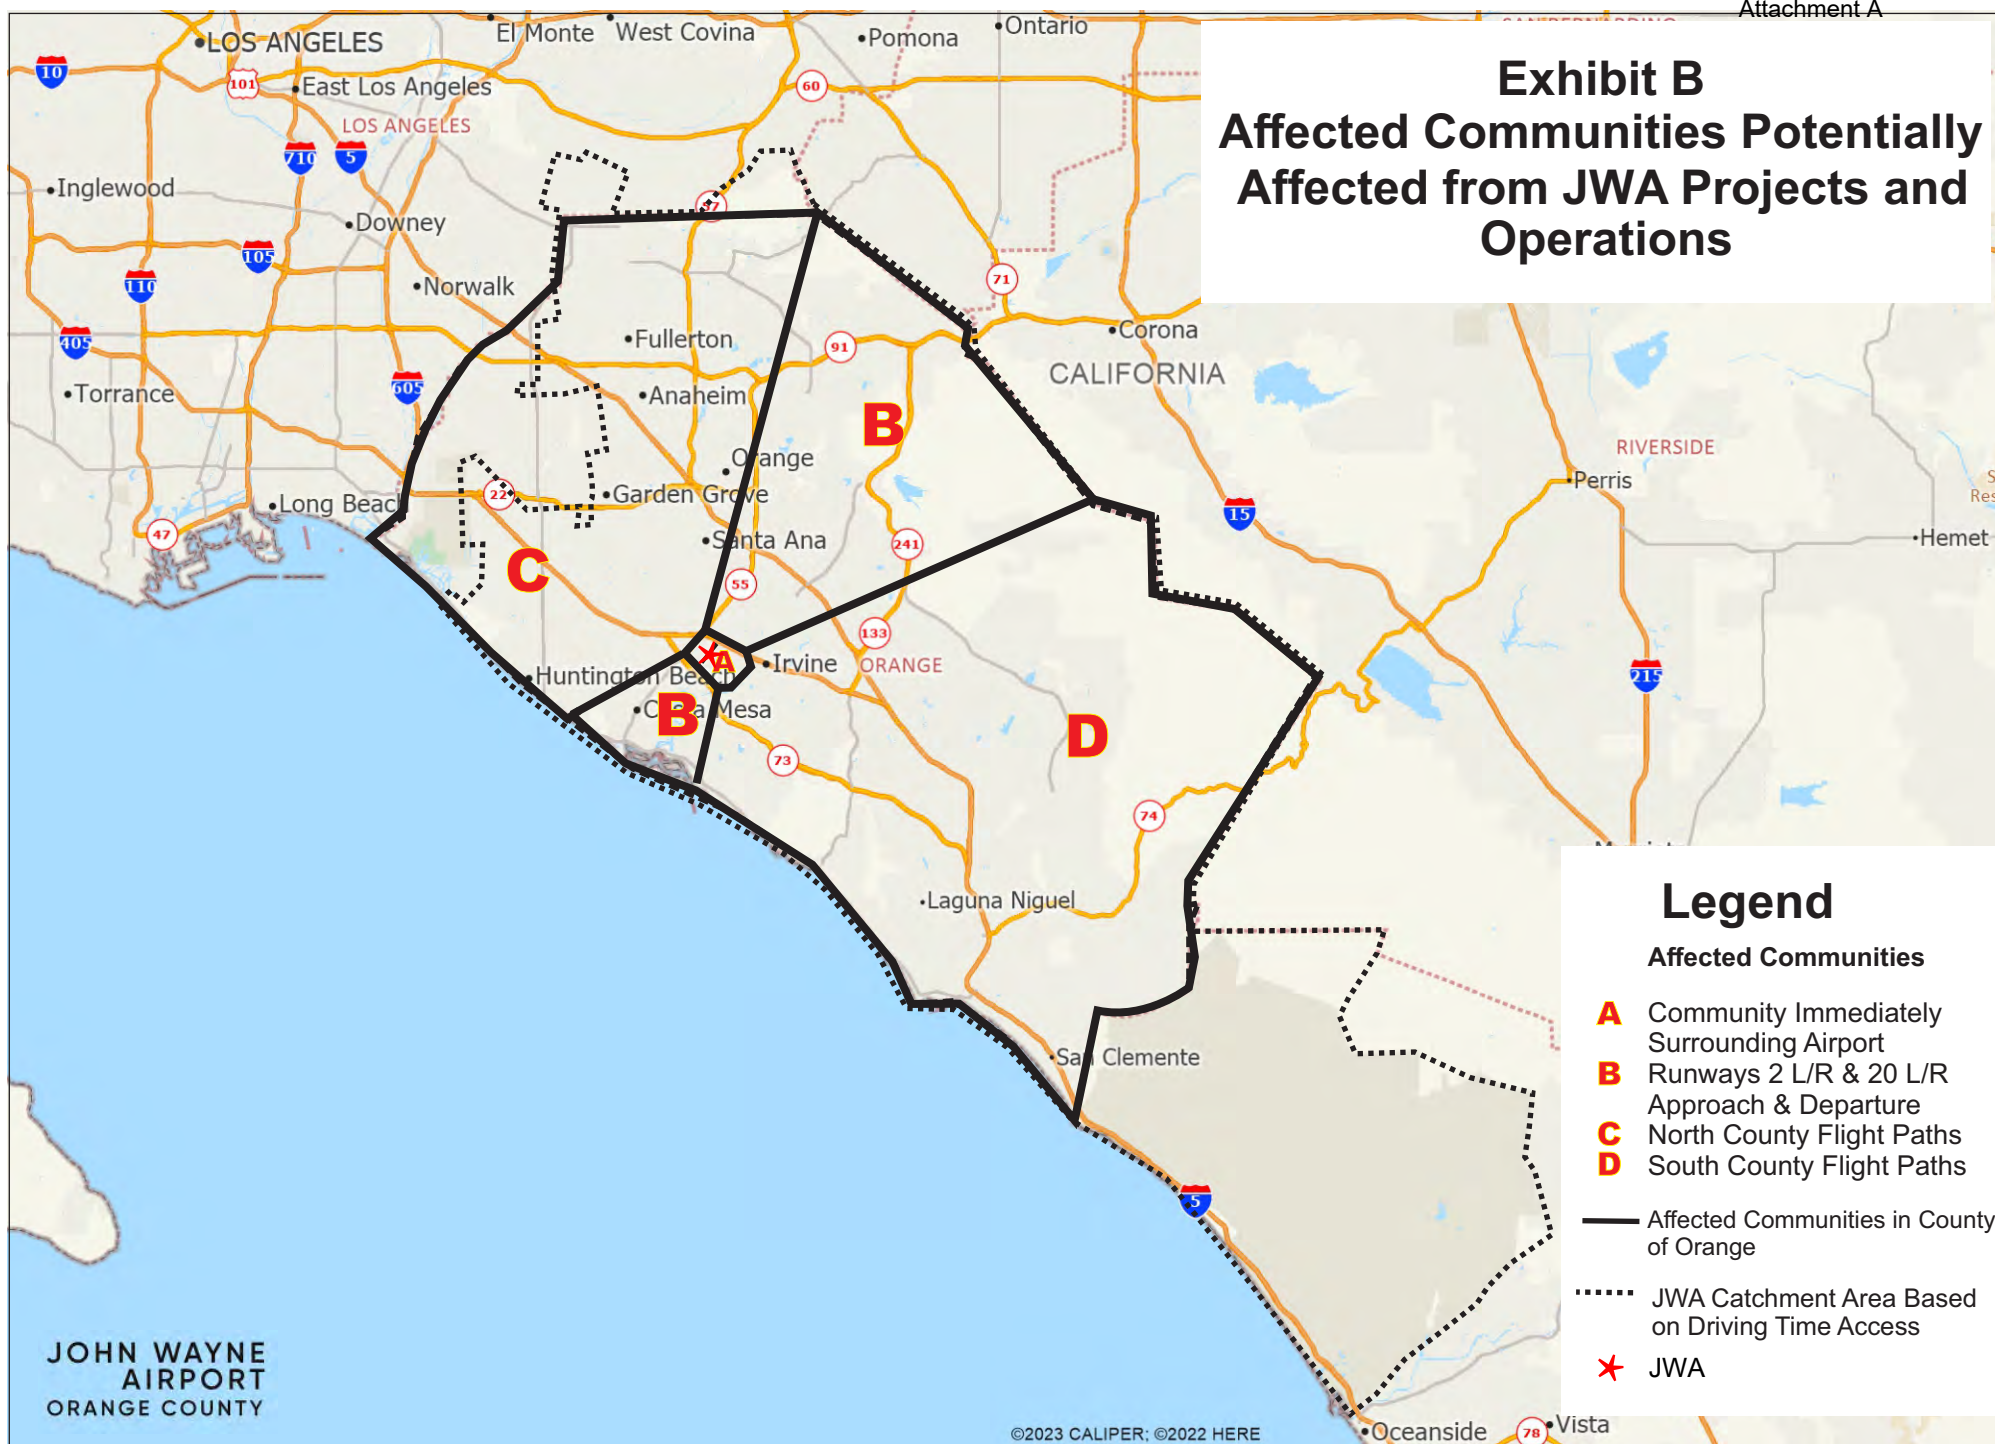 Attachment A
SAN BERNARDINO
Exhibit B
Affected Communities Potentially
Affected from JWA Projects and
Operations
LOS ANGELES
El Monte
West Covina
Pomona
Ontario
10
101
East Los Angeles
60
LOS ANGELES
710
5
Inglewood
57
Downey
105
71
110
Norwalk
405
Fullerton
91
Corona
CALIFORNIA
605
Torrance
Anaheim
B
RIVERSIDE
Orange
Perris
22
Garden Grove
Long Beach
15
47
Santa Ana
241
Hemet
C
55
133
A
Irvine
ORANGE
Huntington Beach
215
B
Costa Mesa
D
73
74
Laguna Niguel
San Clemente
5
Oceanside
78
Vista
Legend
Affected Communities
A Community Immediately
Surrounding Airport
B Runways 2 L/R & 20 L/R
Approach & Departure
C North County Flight Paths
D South County Flight Paths
Affected Communities in County
of Orange
JWA Catchment Area Based
on Driving Time Access
JWA
JOHN WAYNE
AIRPORT
ORANGE COUNTY
©2023 CALIPER; ©2022 HERE